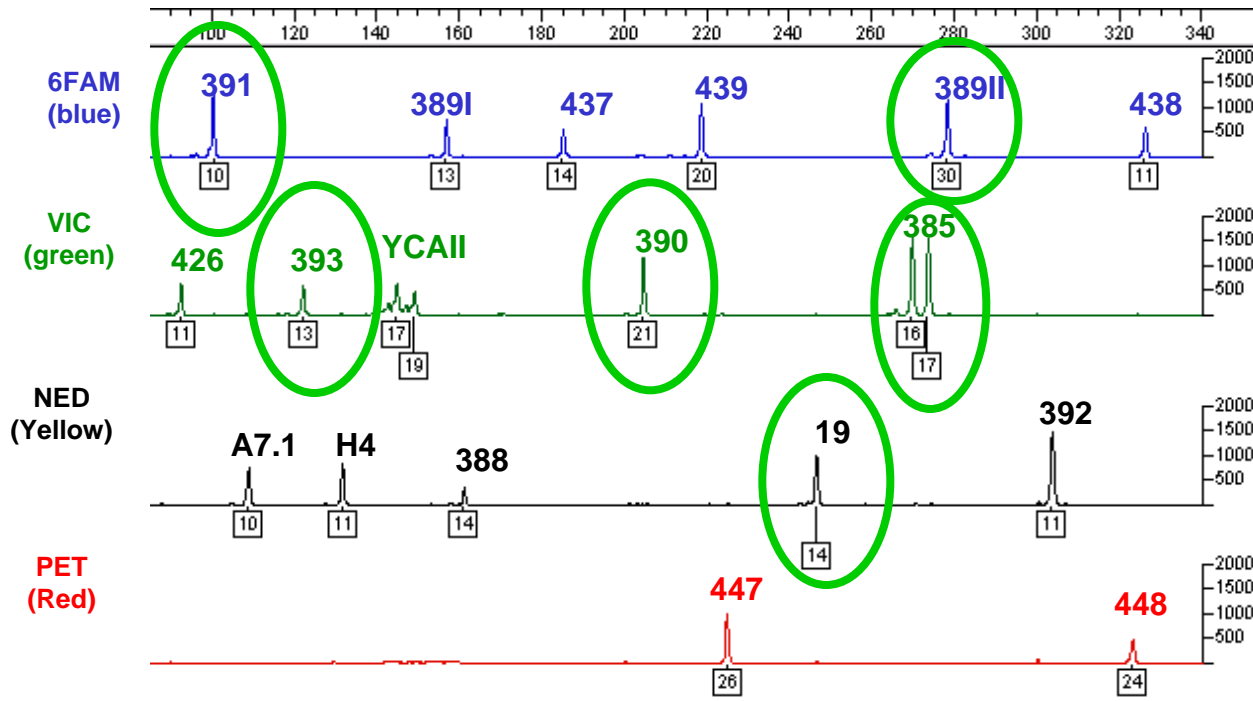 100 120 140 160 180 200 220 240 260 280 300 320 340
6FAM
(blue)
391 389I 437 439 389II 438
2000
1500
1000
500
10 13 14 20 30 11
VIC
(green)
426 393 YCAII 390 385
2000
1500
1000
500
11 13 17 21 16
19 17
NED
(Yellow)
A7.1 H4 388 19 392
2000
1500
1000
500
10 11 14 11
14
PET
(Red)
447 448
2000
1500
1000
500
26 24